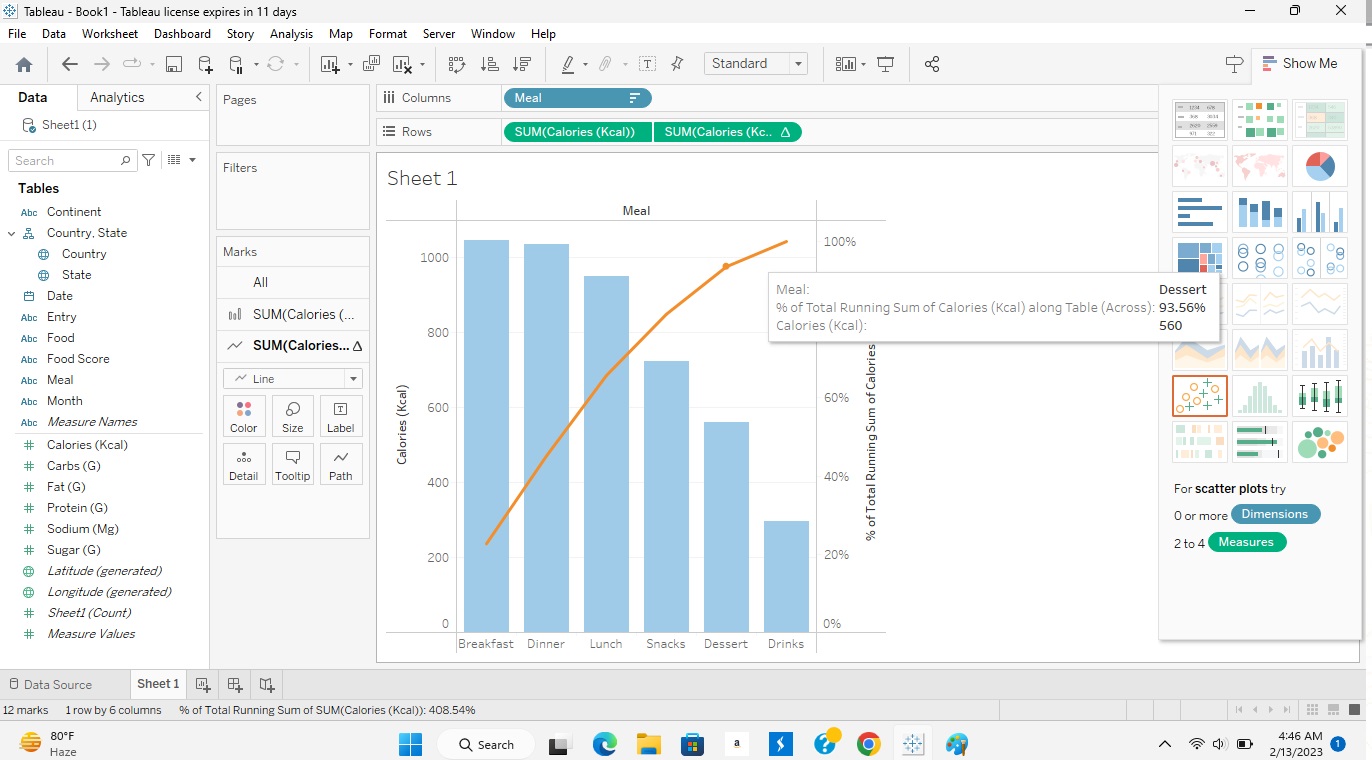 Tableau - Book1 - Tableau license expires in 11 days
File Data Worksheet Dashboard Story Analysis Map Format Server Window Help
Standard
Show Me
Data Analytics
Sheet1 (1)
Search
Tables
Abc Continent
Country, State
Country
State
Date
Abc Entry
Abc Food
Abc Food Score
Abc Meal
Abc Month
Abc Measure Names
Calories (Kcal)
Carbs (G)
Fat (G)
Protein (G)
Sodium (Mg)
Sugar (G)
Latitude (generated)
Longitude (generated)
Sheet1 (Count)
Measure Values
Pages
Filters
Marks
All
SUM(Calories (...
SUM(Calories... Δ
Line
Color Size Label
Detail Tooltip Path
Columns Meal
Rows SUM(Calories (Kcal)) SUM(Calories (Kc.. Δ
Sheet 1
Meal
Calories (Kcal)
1000
800
600
400
200
0
Breakfast Dinner Lunch Snacks Dessert Drinks
100%
60%
40%
20%
0%
% of Total Running Sum of Calories
Meal: Dessert
% of Total Running Sum of Calories (Kcal) along Table (Across): 93.56%
Calories (Kcal): 560
For scatter plots try
0 or more Dimensions
2 to 4 Measures
Data Source Sheet 1
12 marks 1 row by 6 columns % of Total Running Sum of SUM(Calories (Kcal)): 408.54%
80°F
Haze
Search
a
4:46 AM
2/13/2023
1